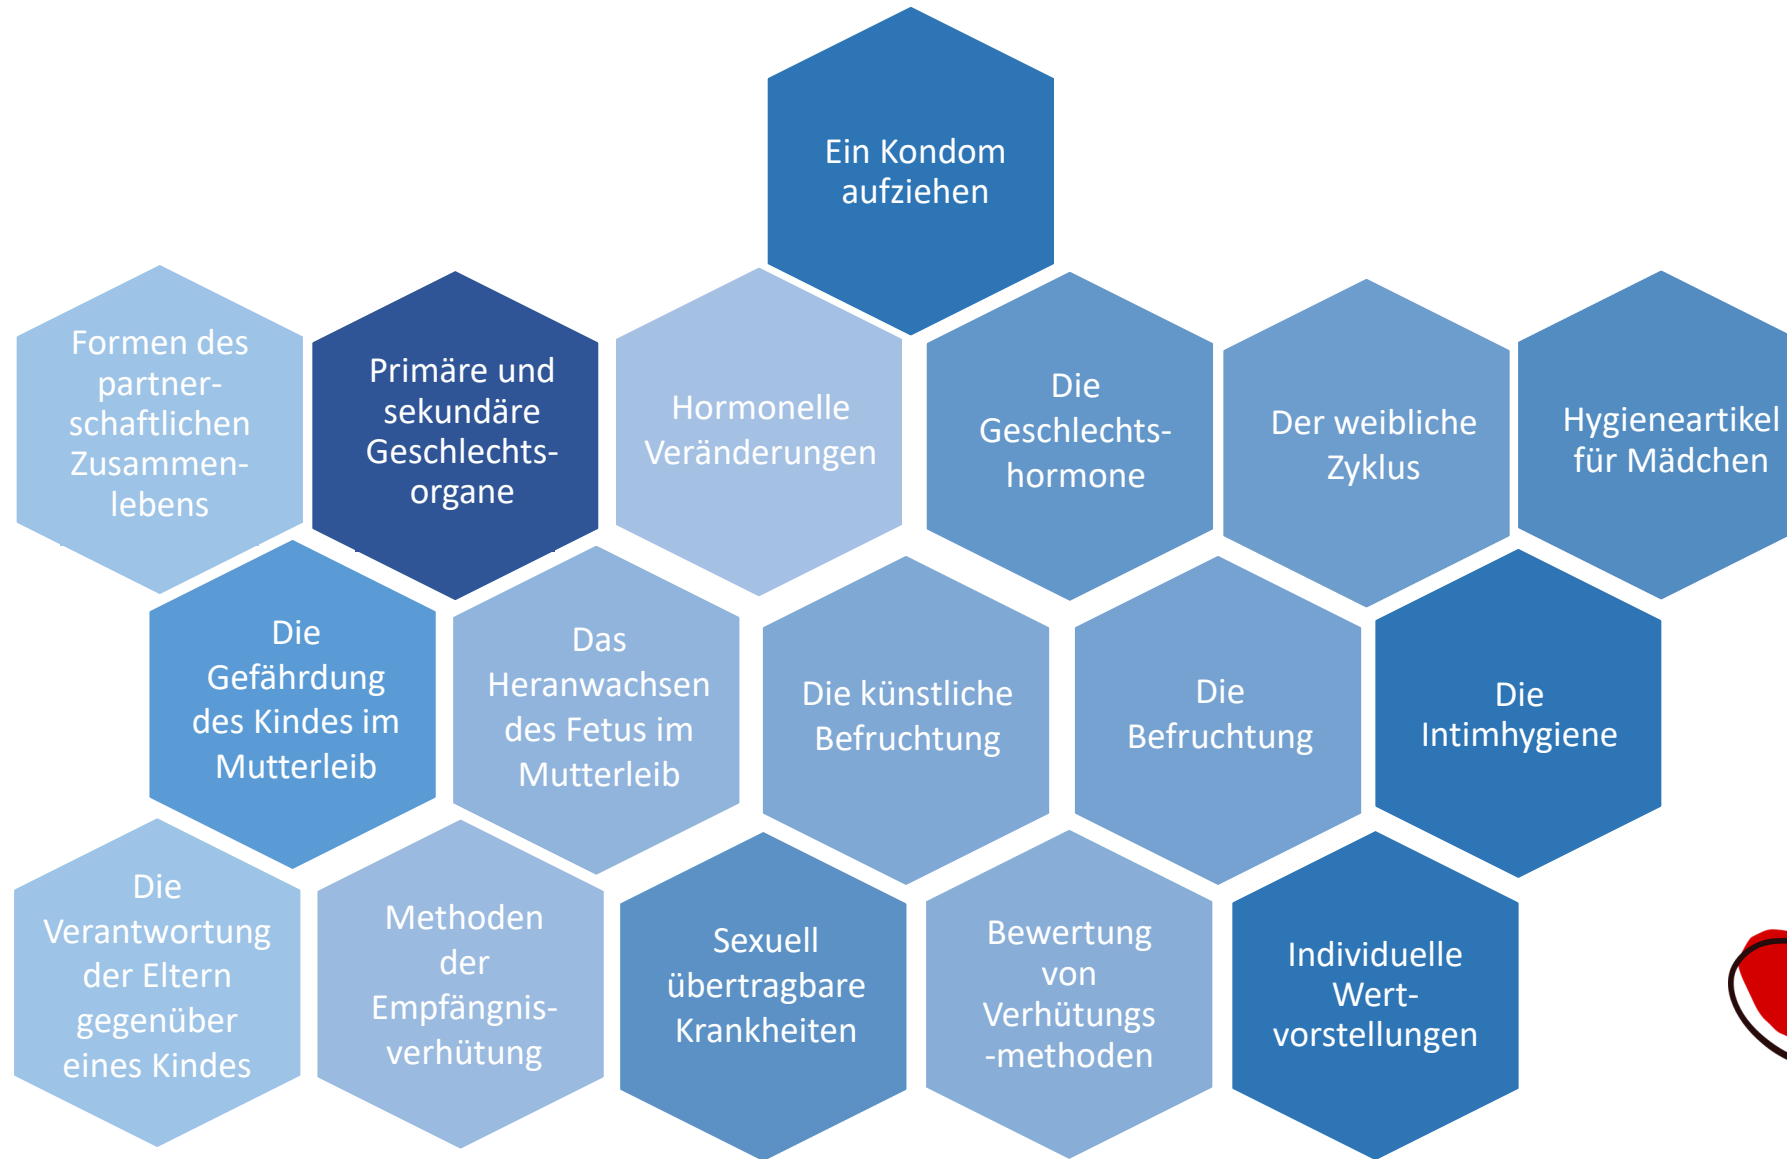 Ein Kondom
aufziehen
Formen des
partner-
schaftlichen
Zusammen-
lebens
Primäre und
sekundäre
Geschlechts-
organe
Hormonelle
Veränderungen
Die
Geschlechts-
hormone
Der weibliche
Zyklus
Hygieneartikel
für Mädchen
Die
Gefährdung
des Kindes im
Mutterleib
Das
Heranwachsen
des Fetus im
Mutterleib
Die künstliche
Befruchtung
Die
Befruchtung
Die
Intimhygiene
Die
Verantwortung
der Eltern
gegenüber
eines Kindes
Methoden
der
Empfängnis-
verhütung
Sexuell
übertragbare
Krankheiten
Bewertung
von
Verhütungs
-methoden
Individuelle
Wert-
vorstellungen